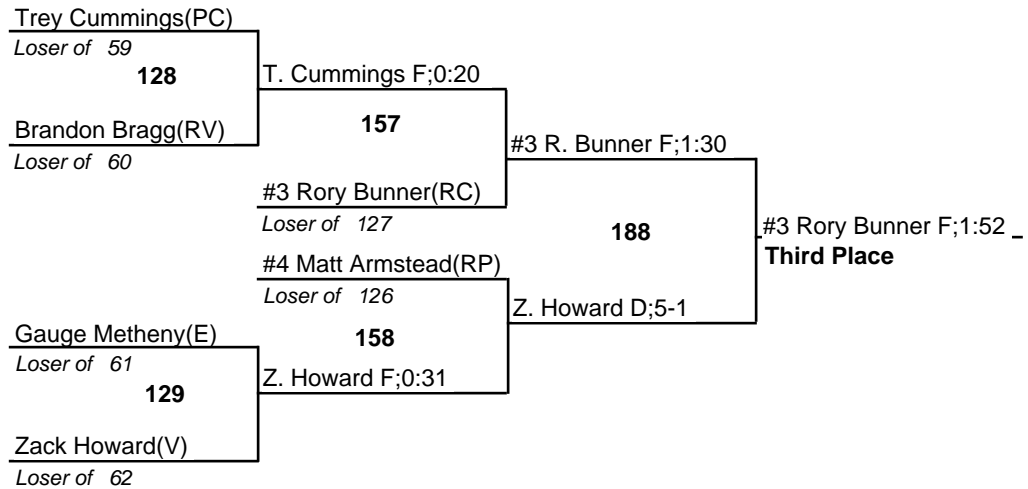 Trey Cummings(PC)
Loser of 59
128
T. Cummings F;0:20
Brandon Bragg(RV)
Loser of 60
157
#3 R. Bunner F;1:30
#3 Rory Bunner(RC)
Loser of 127
188
#3 Rory Bunner F;1:52
Third Place
#4 Matt Armstead(RP)
Loser of 126
Z. Howard D;5-1
Gauge Metheny(E)
Loser of 61
158
129
Z. Howard F;0:31
Zack Howard(V)
Loser of 62